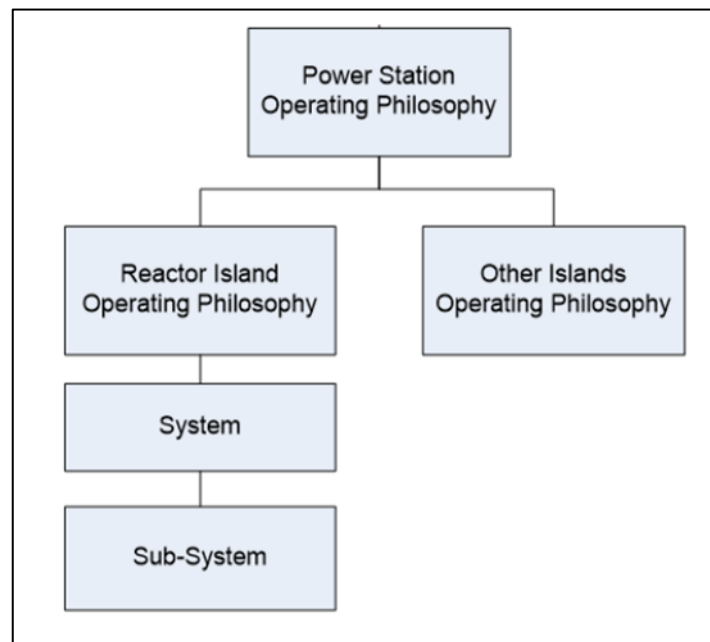 Power Station
Operating Philosophy
Reactor Island
Operating Philosophy
Other Islands
Operating Philosophy
System
Sub-System